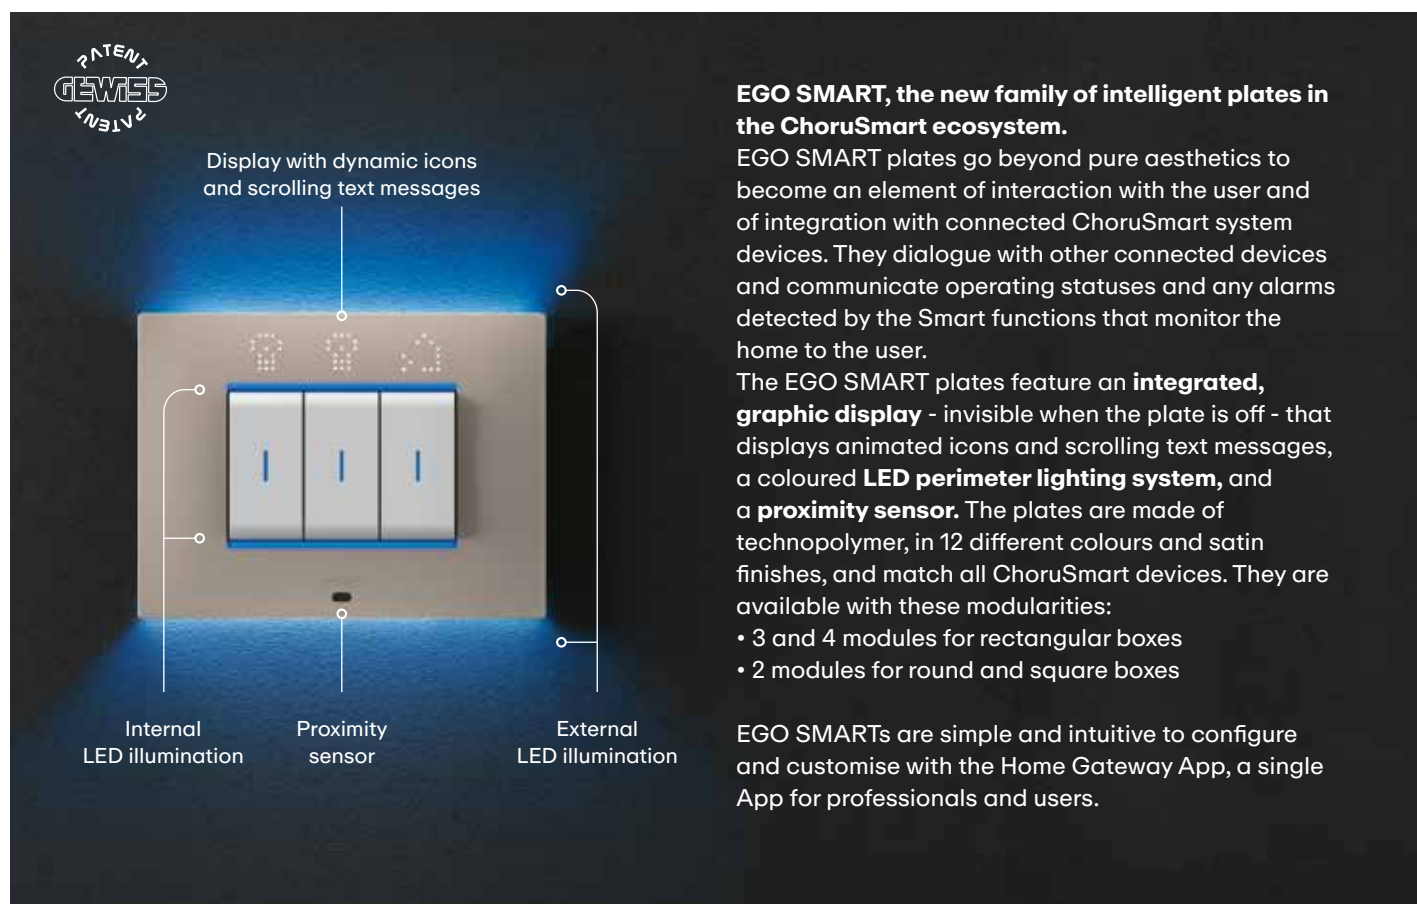 PATENT
GEWISS
PATENT
Display with dynamic icons
and scrolling text messages
Internal
LED illumination
Proximity
sensor
External
LED illumination
EGO SMART, the new family of intelligent plates in
the ChoruSmart ecosystem.
EGO SMART plates go beyond pure aesthetics to
become an element of interaction with the user and
of integration with connected ChoruSmart system
devices. They dialogue with other connected devices
and communicate operating statuses and any alarms
detected by the Smart functions that monitor the
home to the user.
The EGO SMART plates feature an integrated,
graphic display - invisible when the plate is off - that
displays animated icons and scrolling text messages,
a coloured LED perimeter lighting system, and
a proximity sensor. The plates are made of
technopolymer, in 12 different colours and satin
finishes, and match all ChoruSmart devices. They are
available with these modularities:
• 3 and 4 modules for rectangular boxes
• 2 modules for round and square boxes
EGO SMARTs are simple and intuitive to configure
and customise with the Home Gateway App, a single
App for professionals and users.